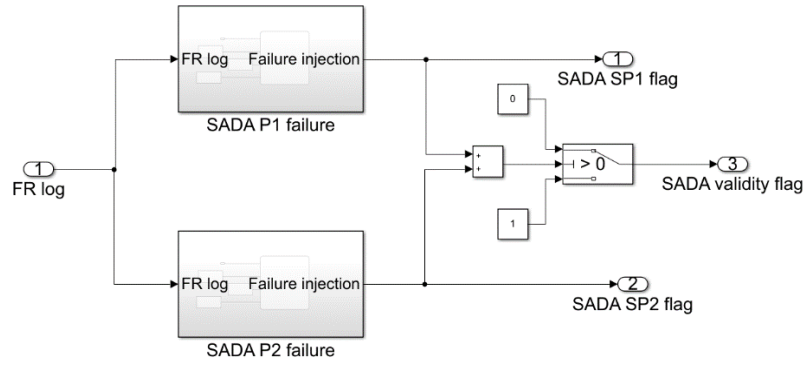 FR log Failure injection
SADA P1 failure
1
SADA SP1 flag
0
1
FR log
+
+
> 0
3
SADA validity flag
1
FR log Failure injection
SADA P2 failure
2
SADA SP2 flag